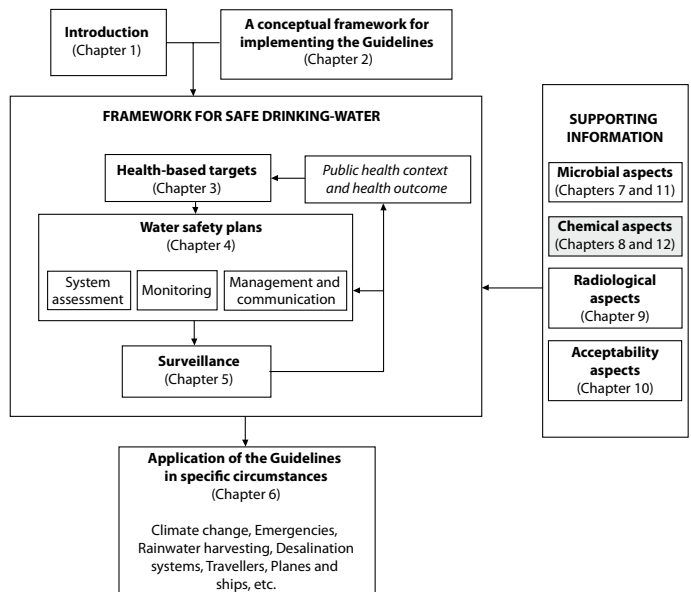 Introduction
(Chapter 1)
A conceptual framework for
implementing the Guidelines
(Chapter 2)
FRAMEWORK FOR SAFE DRINKING-WATER
Health-based targets
(Chapter 3)
Public health context
and health outcome
Water safety plans
(Chapter 4)
System
assessment
Monitoring
Management and
communication
Surveillance
(Chapter 5)
SUPPORTING
INFORMATION
Microbial aspects
(Chapters 7 and 11)
Chemical aspects
(Chapters 8 and 12)
Radiological
aspects
(Chapter 9)
Acceptability
aspects
(Chapter 10)
Application of the Guidelines
in specific circumstances
(Chapter 6)
Climate change, Emergencies,
Rainwater harvesting, Desalination
systems, Travellers, Planes and
ships, etc.